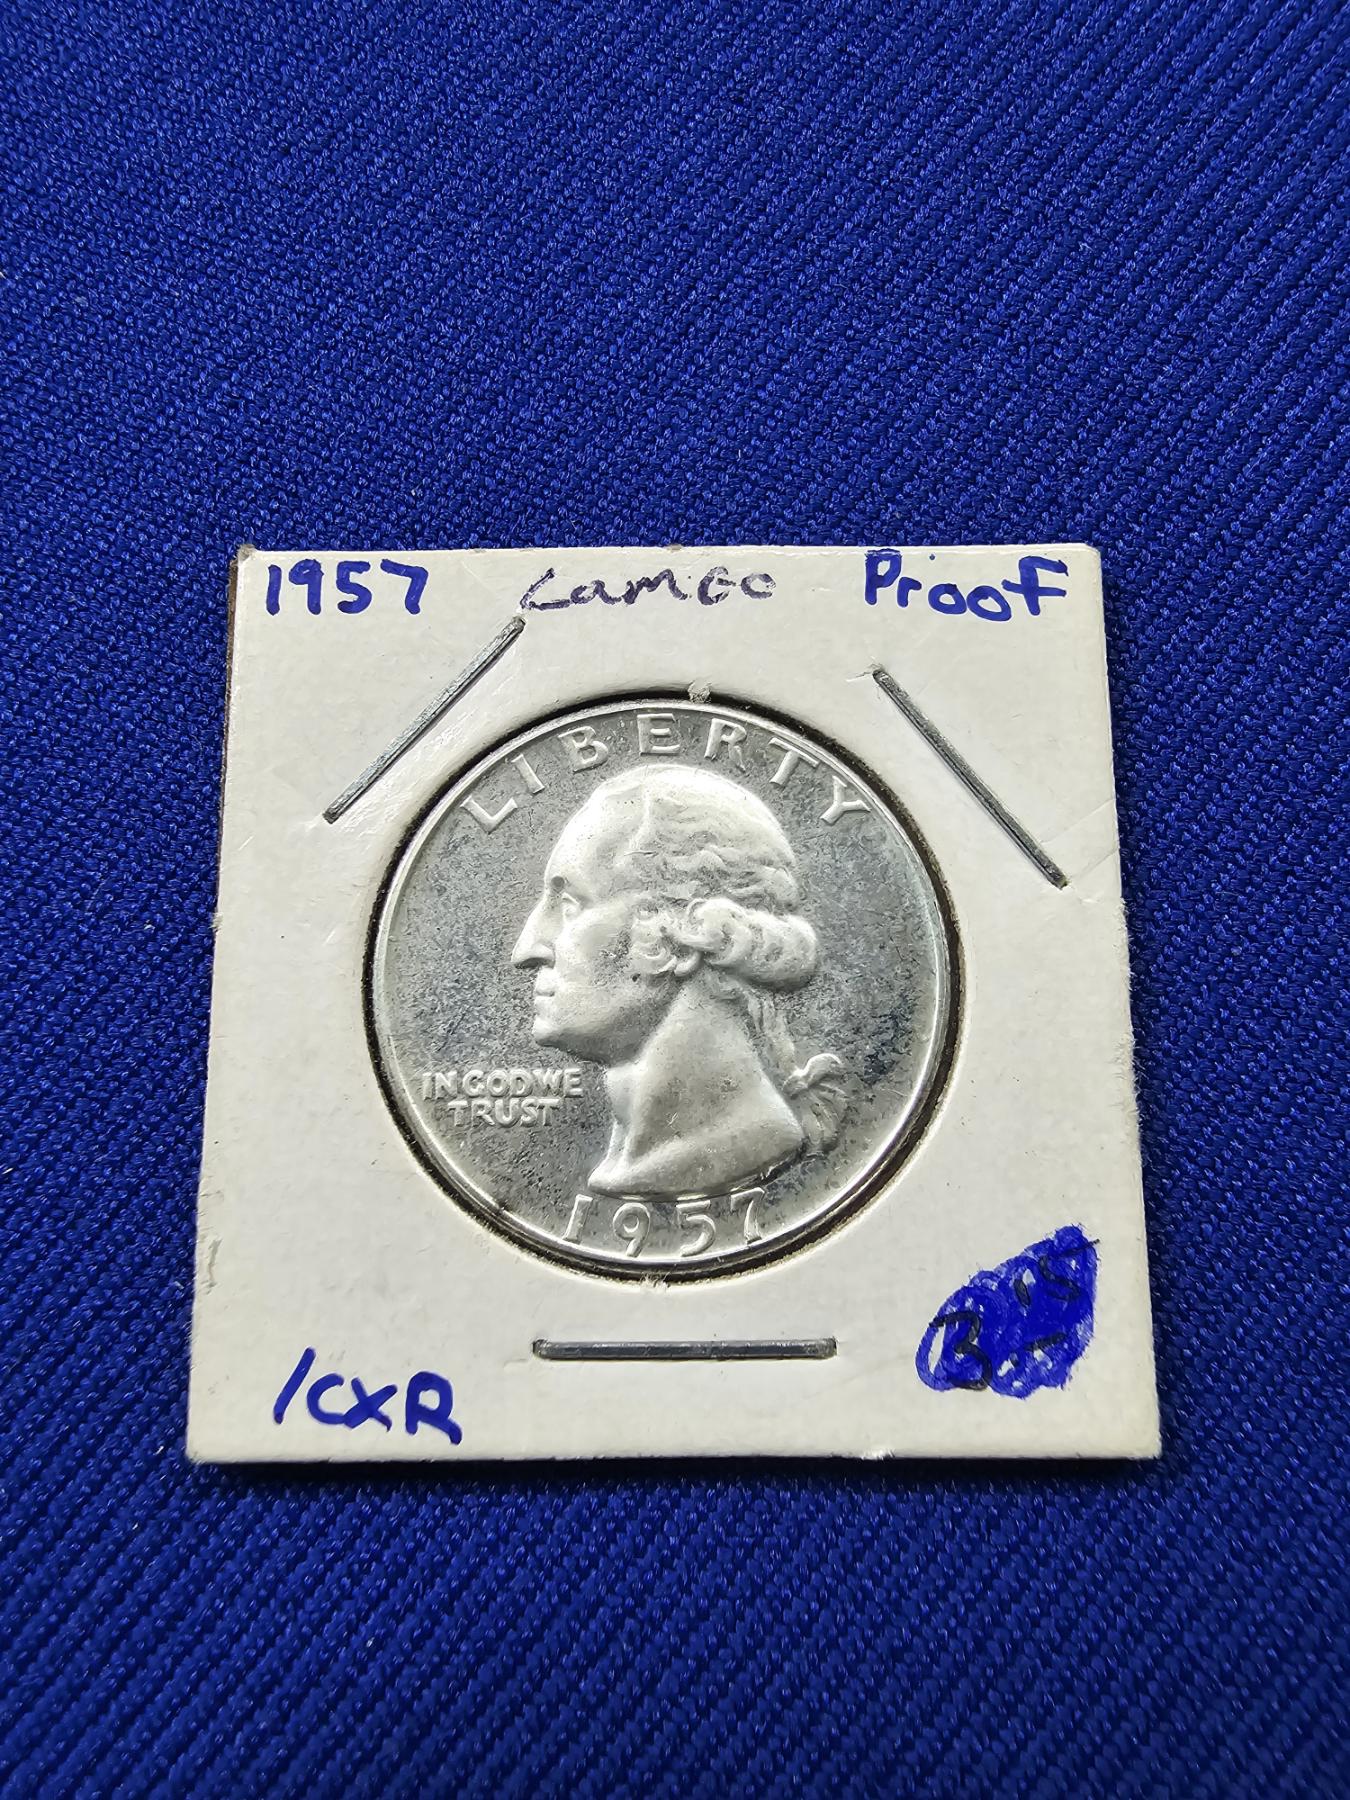 1957 Cameo Proof
LIBERTY
IN GOD WE
TRUST
1957
1cxR